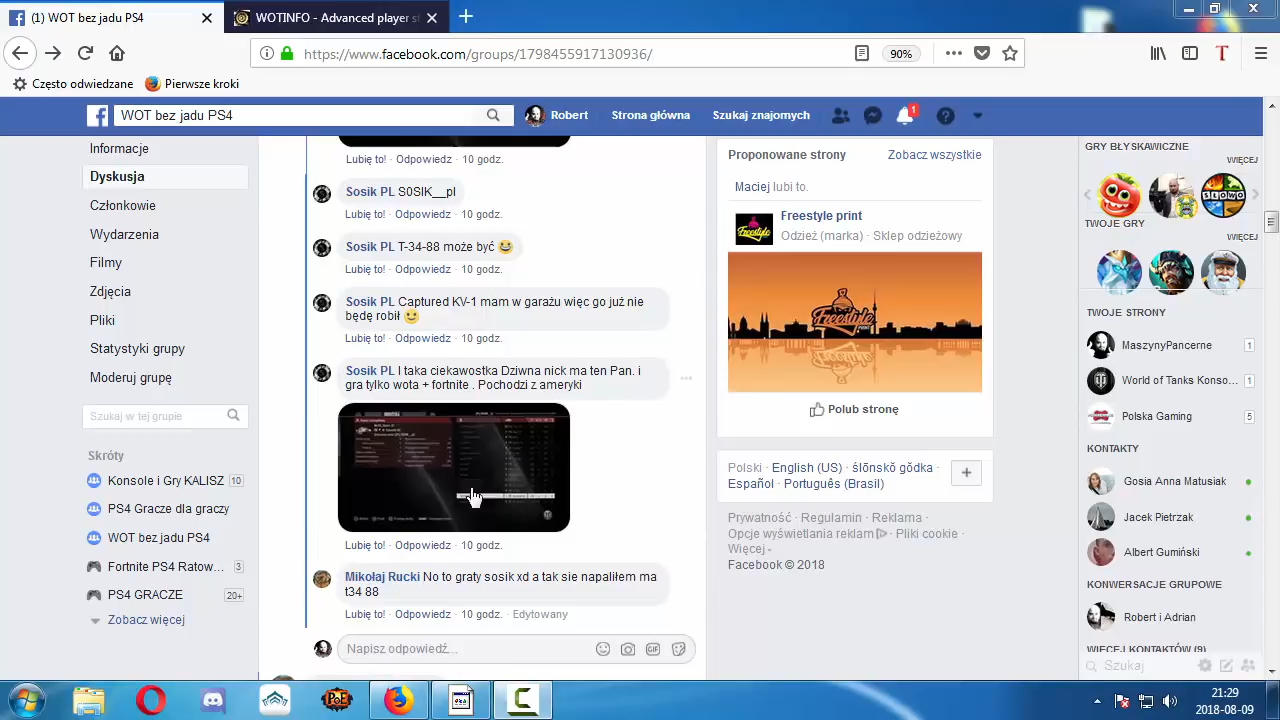 (1) WOT bez jadu PS4
WOTINFO - Advanced player s
https://www.facebook.com/groups/1798455917130936/
90%
Często odwiedzane
Pierwsze kroki
WOT bez jadu PS4
Robert
Strona główna
Szukaj znajomych
1
Informacje
Dyskusja
Członkowie
Wydarzenia
Filmy
Zdjęcia
Pliki
Statystyki grupy
Moderuj grupę
Szukaj w tej grupie
Skróty
Konsole i Gry KALISZ 10
PS4 Gracze dla graczy
WOT bez jadu PS4
Fortnite PS4 Ratow... 3
PS4 GRACZE 20+
Zobacz więcej
Lubię to! · Odpowiedz · 10 godz.
Sosik PL S0SIK__pl
Lubię to! · Odpowiedz · 10 godz.
Sosik PL T-34-88 może być
Lubię to! · Odpowiedz · 10 godz.
Sosik PL Captured KV-1 mam w garażu więc go już nie
będę robił
Lubię to! · Odpowiedz · 10 godz.
Sosik PL I taka ciekawostka Dziwna nick ma ten Pan. i
gra tylko wota + fortnite . Pochodzi z ameryki
Lubię to! · Odpowiedz · 10 godz.
Mikołaj Rucki No to graty sosik xd a tak sie napaliłem ma
t34 88
Lubię to! · Odpowiedz · 10 godz. · Edytowany
Napisz odpowiedź...
GIF
Proponowane strony
Zobacz wszystkie
Maciej lubi to.
Freestyle print
Odzież (marka) · Sklep odzieżowy
Freestyle
PRINT
Polub stronę
Polski · English (US) · ślōnskŏ gŏdka ·
Español · Português (Brasil)
Prywatność · Regulamin · Reklama ·
Opcje wyświetlania reklam · Pliki cookie ·
Więcej
Facebook © 2018
GRY BŁYSKAWICZNE
WIĘCEJ
SŁOWO
TWOJE GRY
WIĘCEJ
TWOJE STRONY
MaszynyPancerne 1
World of Tanks Konso... 1
Polska Gaming 5
KONTAKTY
Gosia Anna Matusiak
Jacek Pietrzak
Albert Gumiński
KONWERSACJE GRUPOWE
Robert i Adrian
WIĘCEJ KONTAKTÓW (9)
Szukaj
PoE
21:29
2018-08-09